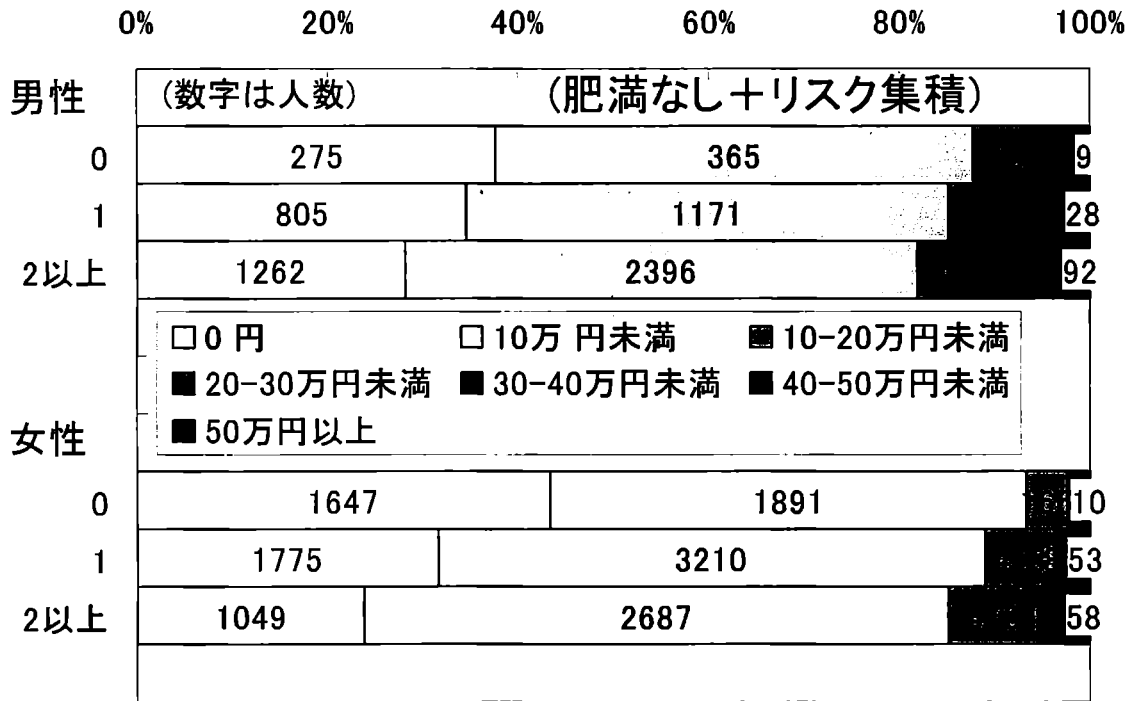 0% 20% 40% 60% 80% 100%
男性 (数字は人数) (肥満なし＋リスク集積)
0 275 365 9
1 805 1171 28
2以上 1262 2396 92
0 円 10万 円未満 10-20万円未満
20-30万円未満 30-40万円未満 40-50万円未満
50万円以上
女性
0 1647 1891 10
1 1775 3210 53
2以上 1049 2687 58